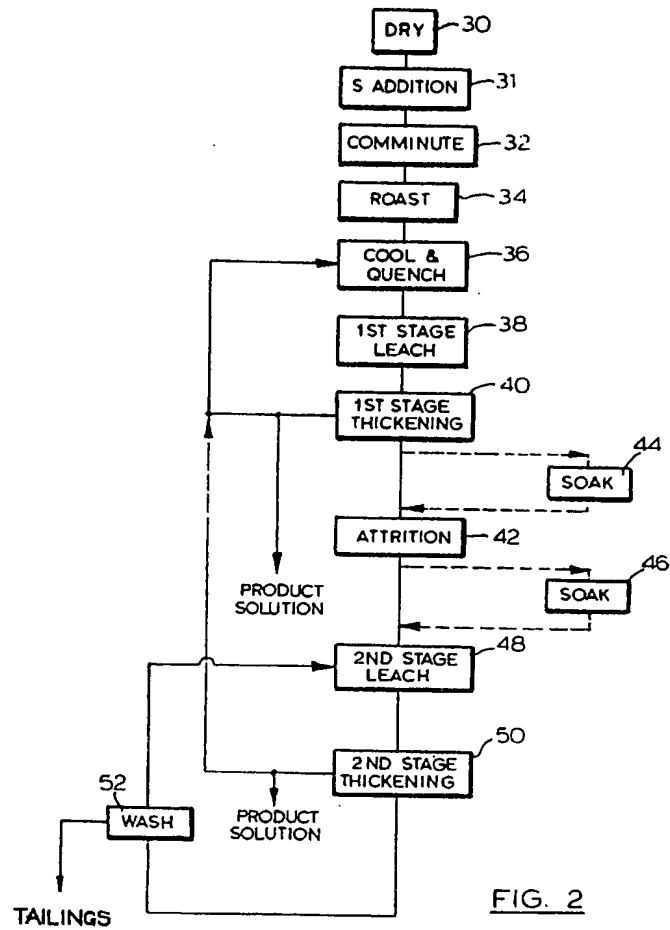 DRY
30
S ADDITION
31
COMMINUTE
32
ROAST
34
COOL &
QUENCH
36
1ST STAGE
LEACH
38
1ST STAGE
THICKENING
40
SOAK
44
ATTRITION
42
PRODUCT
SOLUTION
SOAK
46
2ND STAGE
LEACH
48
2ND STAGE
THICKENING
50
PRODUCT
SOLUTION
52
WASH
TAILINGS
FIG. 2